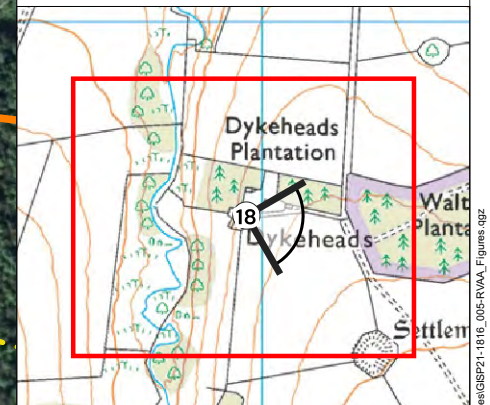 Dykeheads
Plantation
18
Dykeheads
Walt
Planta
Settlem
es\GISP21-1816_005-RVAA_Figures.qgz